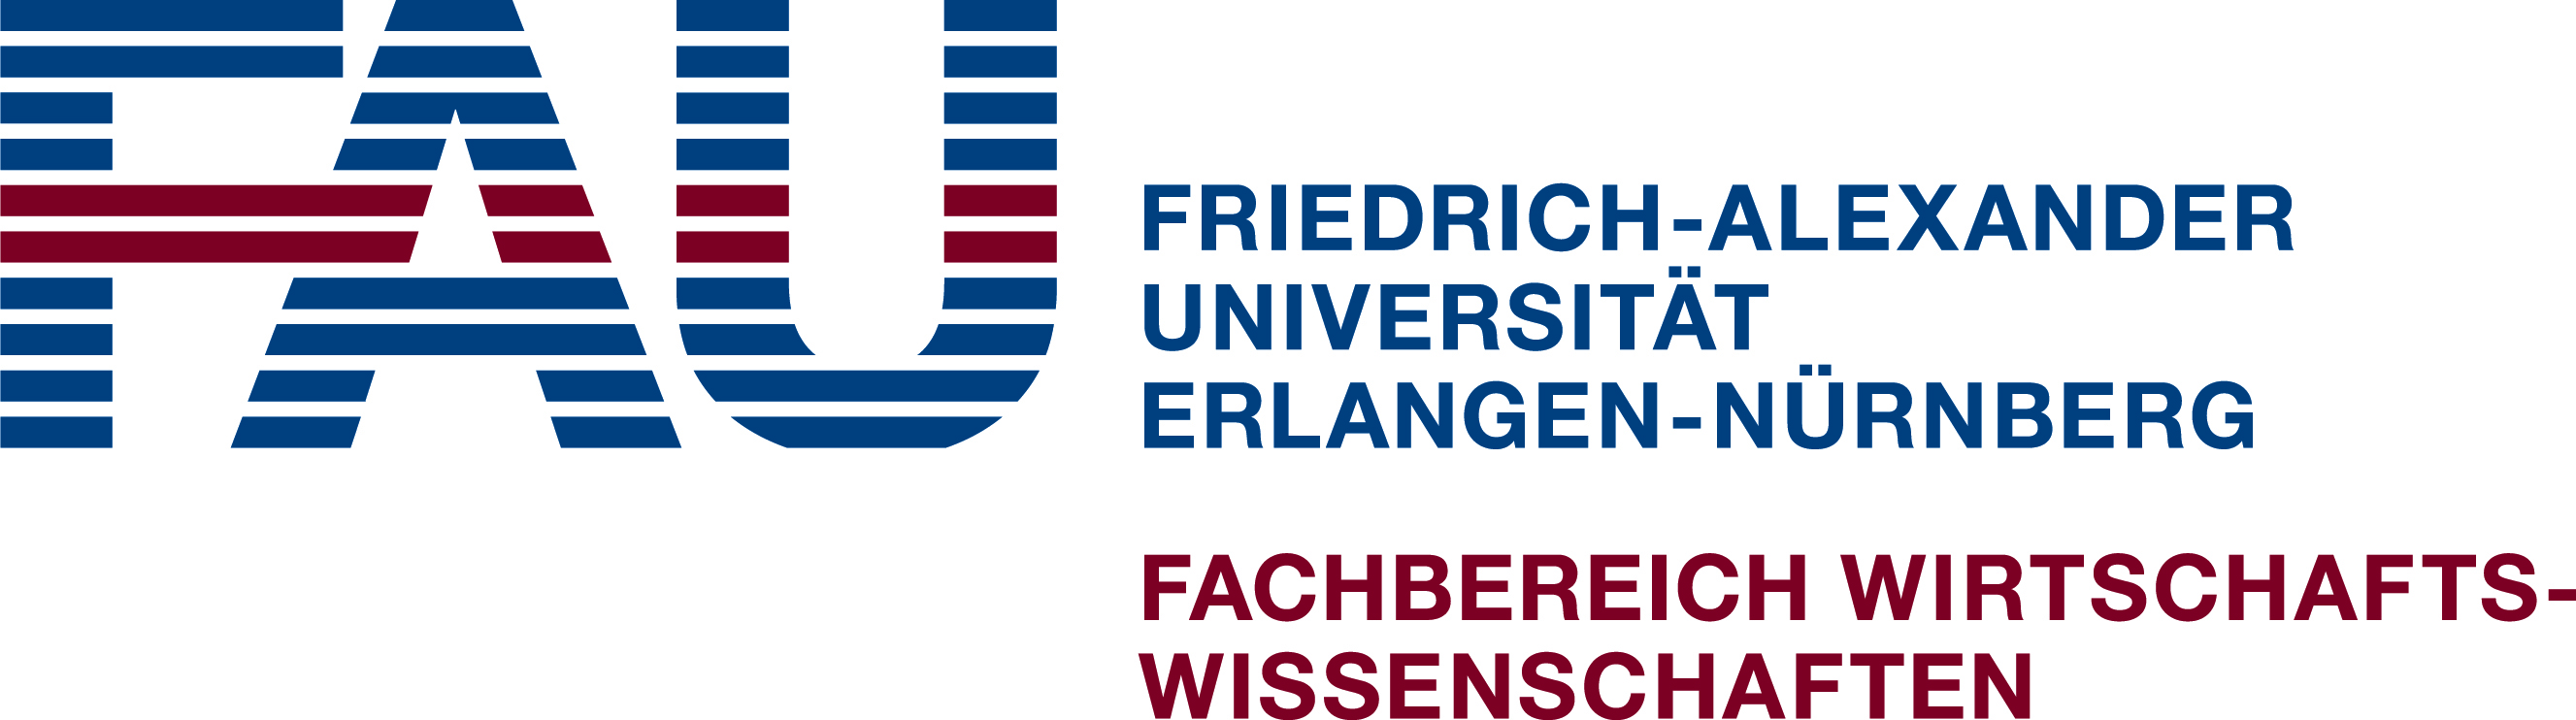 FAU
FRIEDRICH-ALEXANDER
UNIVERSITÄT
ERLANGEN-NÜRNBERG
FACHBEREICH WIRTSCHAFTS-
WISSENSCHAFTEN